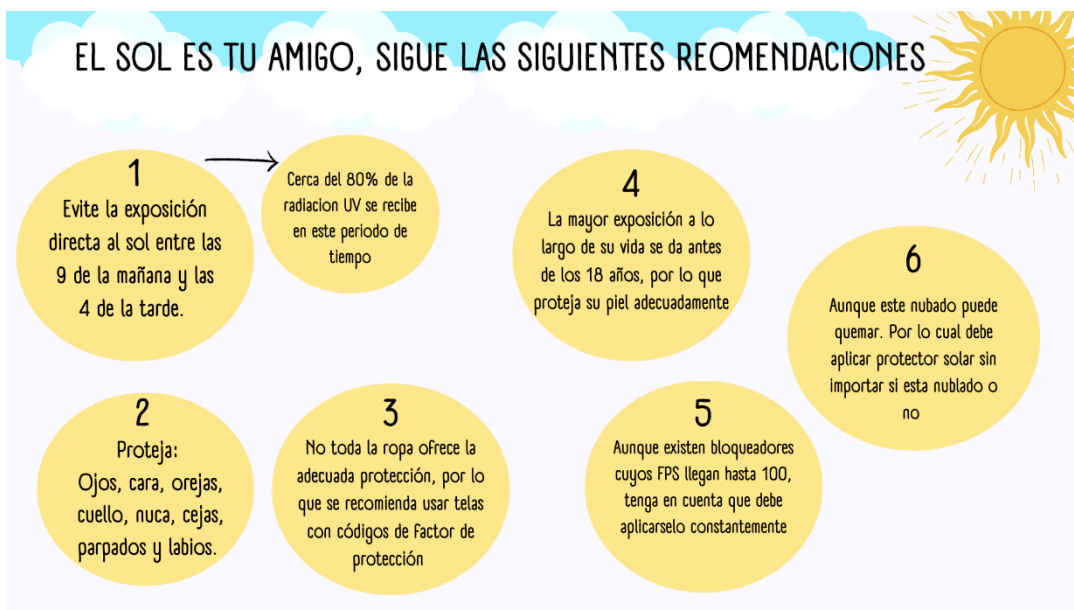 EL SOL ES TU AMIGO, SIGUE LAS SIGUIENTES REOMENDACIONES
1
Evite la exposición
directa al sol entre las
9 de la mañana y las
4 de la tarde.
Cerca del 80% de la
radiacion UV se recibe
en este periodo de
tiempo
2
Proteja:
Ojos, cara, orejas,
cuello, nuca, cejas,
parpados y labios.
3
No toda la ropa ofrece la
adecuada protección, por lo
que se recomienda usar telas
con códigos de factor de
protección
4
La mayor exposición a lo
largo de su vida se da antes
de los 18 años, por lo que
proteja su piel adecuadamente
5
Aunque existen bloqueadores
cuyos FPS llegan hasta 100,
tenga en cuenta que debe
aplicarselo constantemente
6
Aunque este nubado puede
quemar. Por lo cual debe
aplicar protector solar sin
importar si esta nublado o
no